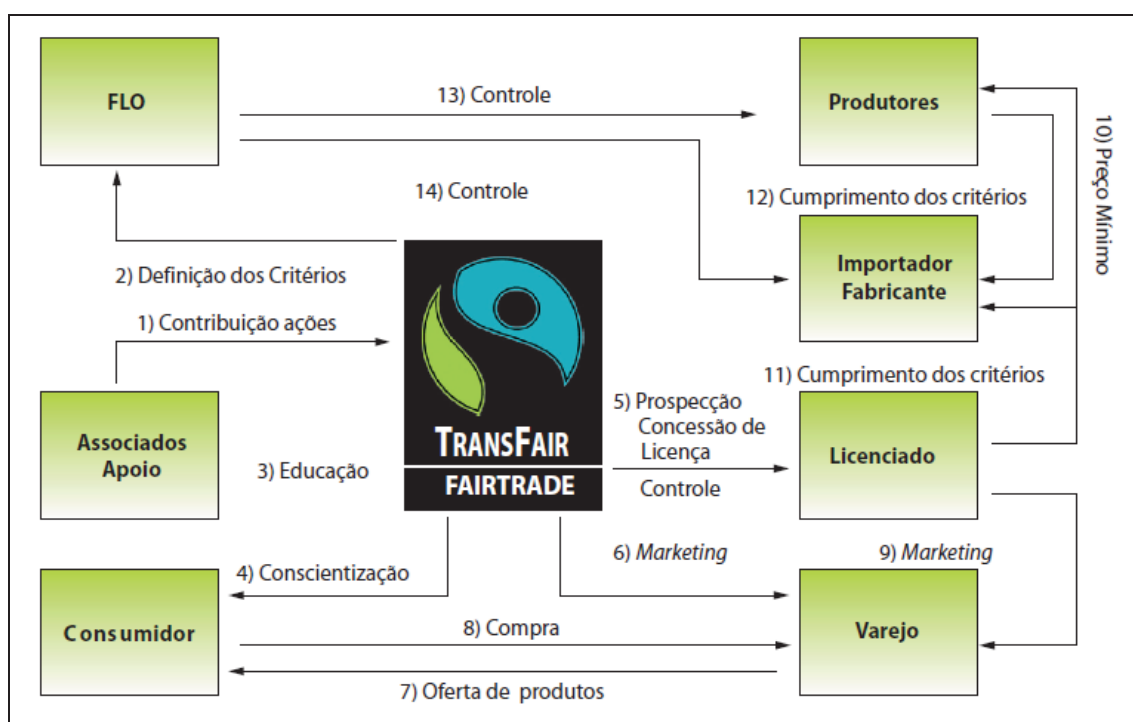 FLO
13) Controle
Produtores
10) Preço Mínimo
14) Controle
12) Cumprimento dos critérios
2) Definição dos Critérios
Importador
Fabricante
1) Contribuição ações
11) Cumprimento dos critérios
5) Prospecção
Concessão de
Licença
Controle
Associados
Apoio
3) Educação
TRANSFAIR
FAIRTRADE
Licenciado
6) Marketing
9) Marketing
4) Conscientização
Consumidor
8) Compra
Varejo
7) Oferta de produtos